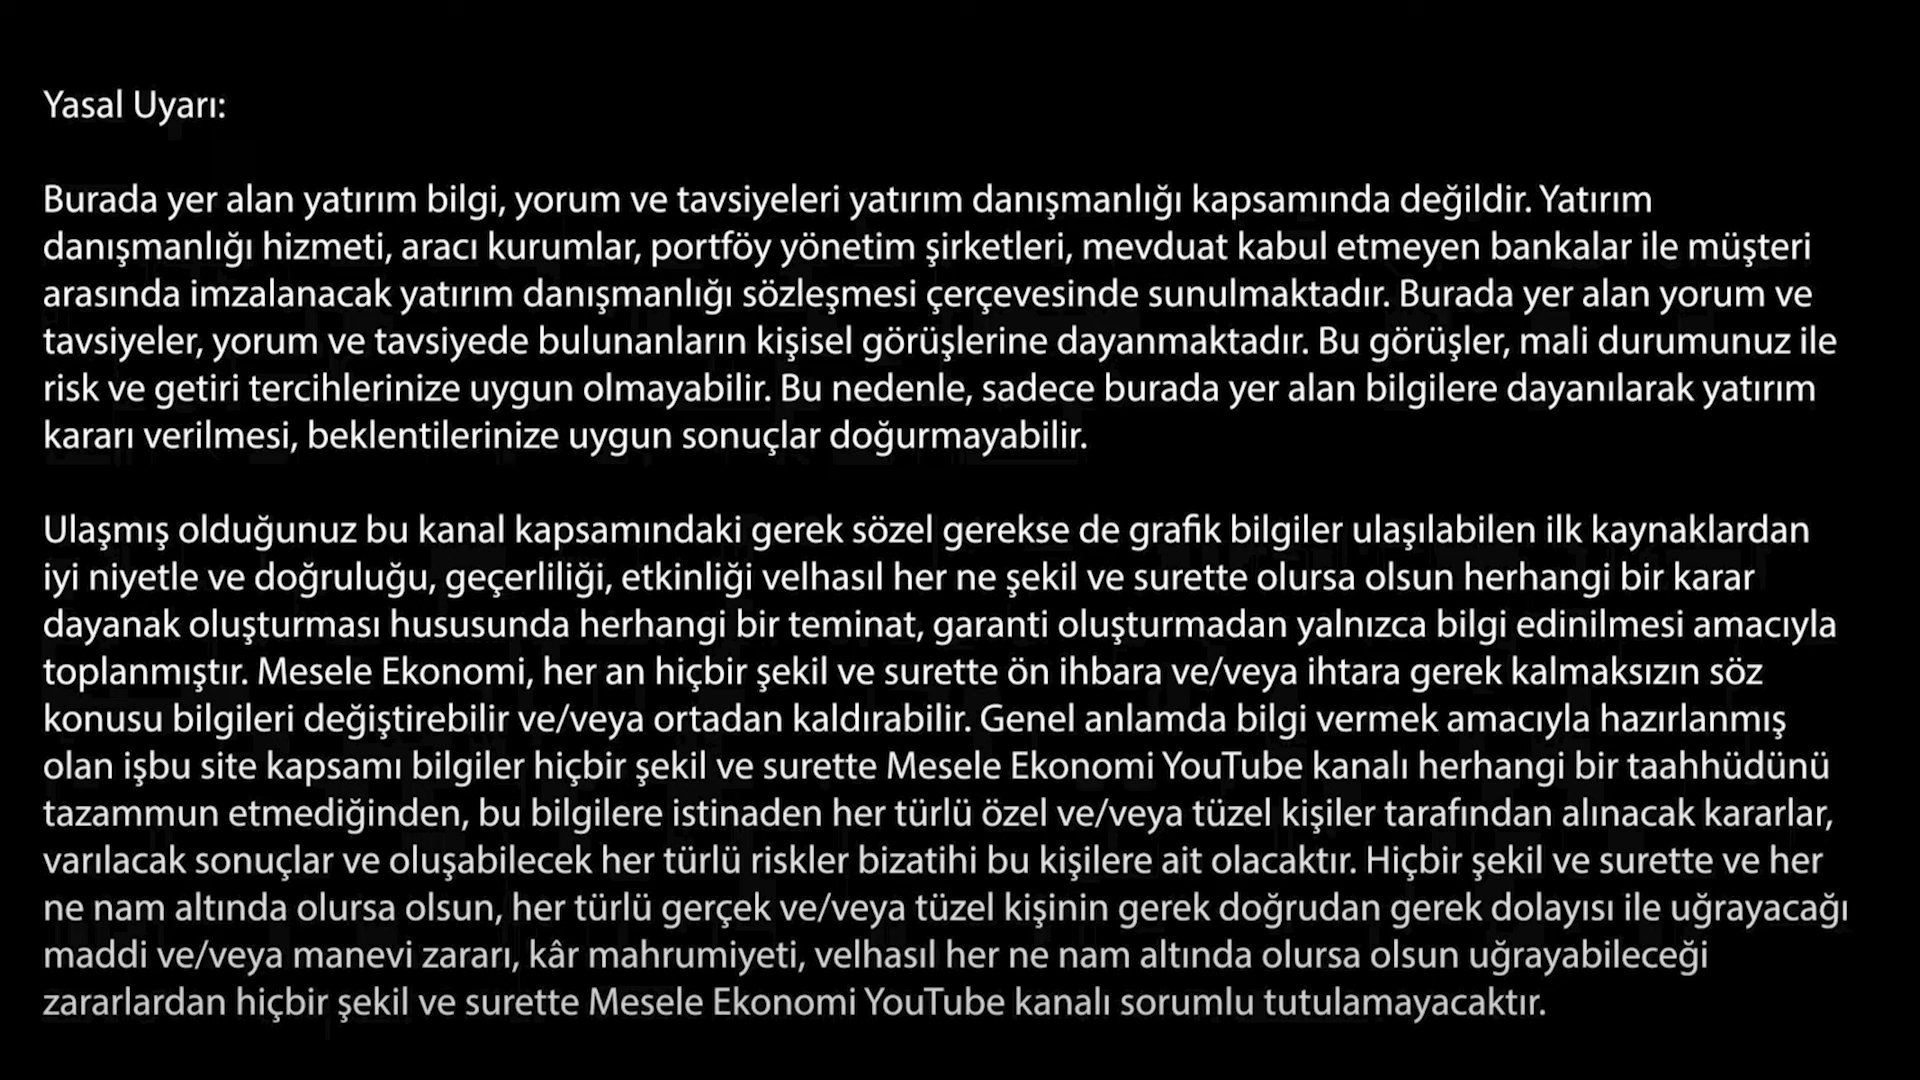 Yasal Uyarı:
Burada yer alan yatırım bilgi, yorum ve tavsiyeleri yatırım danışmanlığı kapsamında değildir. Yatırım
danışmanlığı hizmeti, aracı kurumlar, portföy yönetim şirketleri, mevduat kabul etmeyen bankalar ile müşteri
arasında imzalanacak yatırım danışmanlığı sözleşmesi çerçevesinde sunulmaktadır. Burada yer alan yorum ve
tavsiyeler, yorum ve tavsiyede bulunanların kişisel görüşlerine dayanmaktadır. Bu görüşler, mali durumunuz ile
risk ve getiri tercihlerinize uygun olmayabilir. Bu nedenle, sadece burada yer alan bilgilere dayanılarak yatırım
kararı verilmesi, beklentilerinize uygun sonuçlar doğurmayabilir.
Ulaşmış olduğunuz bu kanal kapsamındaki gerek sözel gerekse de grafik bilgiler ulaşılabilen ilk kaynaklardan
iyi niyetle ve doğruluğu, geçerliliği, etkinliği velhasıl her ne şekil ve surette olursa olsun herhangi bir karar
dayanak oluşturması hususunda herhangi bir teminat, garanti oluşturmadan yalnızca bilgi edinilmesi amacıyla
toplanmıştır. Mesele Ekonomi, her an hiçbir şekil ve surette ön ihbara ve/veya ihtara gerek kalmaksızın söz
konusu bilgileri değiştirebilir ve/veya ortadan kaldırabilir. Genel anlamda bilgi vermek amacıyla hazırlanmış
olan işbu site kapsamı bilgiler hiçbir şekil ve surette Mesele Ekonomi YouTube kanalı herhangi bir taahhüdünü
tazammun etmediğinden, bu bilgilere istinaden her türlü özel ve/veya tüzel kişiler tarafından alınacak kararlar,
varılacak sonuçlar ve oluşabilecek her türlü riskler bizatihi bu kişilere ait olacaktır. Hiçbir şekil ve surette ve her
ne nam altında olursa olsun, her türlü gerçek ve/veya tüzel kişinin gerek doğrudan gerek dolayısı ile uğrayacağı
maddi ve/veya manevi zararı, kâr mahrumiyeti, velhasıl her ne nam altında olursa olsun uğrayabileceği
zararlardan hiçbir şekil ve surette Mesele Ekonomi YouTube kanalı sorumlu tutulamayacaktır.